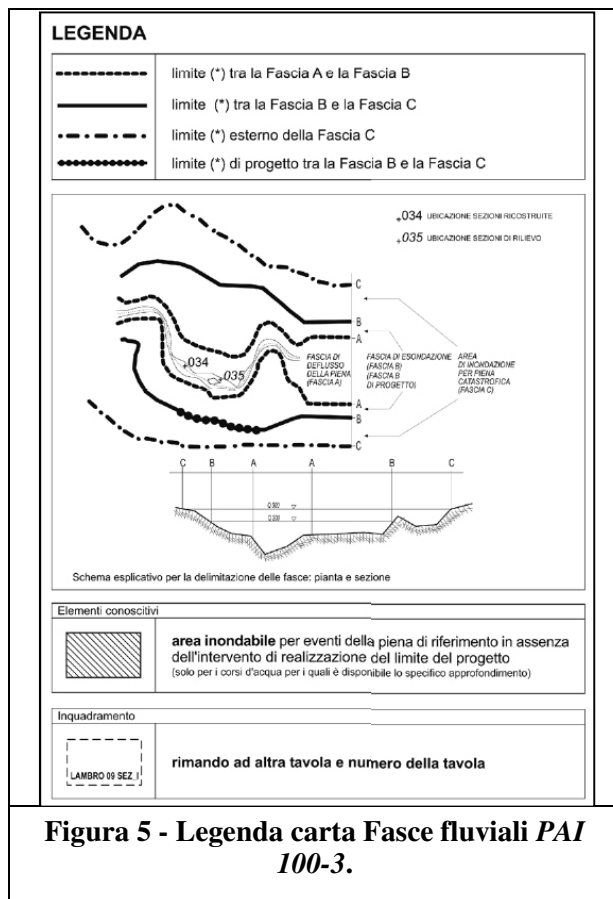 LEGENDA
limite (*) tra la Fascia A e la Fascia B
limite (*) tra la Fascia B e la Fascia C
limite (*) esterno della Fascia C
limite (*) di progetto tra la Fascia B e la Fascia C
+034 UBICAZIONE SEZIONI RICOSTRUITE
+035 UBICAZIONE SEZIONI DI RILIEVO
C
B
A
+034
+035
FASCIA DI
DEFLUSSO
DELLA PIENA
(FASCIA A)
FASCIA DI ESONDAZIONE
(FASCIA B)
(FASCIA B
DI PROGETTO)
AREA
DI INONDAZIONE
PER PIENA
CATASTROFICA
(FASCIA C)
A
B
C
C B A A B C
Q 500
Q 200
Schema esplicativo per la delimitazione delle fasce: pianta e sezione
Elementi conoscitivi
area inondabile per eventi della piena di riferimento in assenza
dell'intervento di realizzazione del limite del progetto
(solo per i corsi d'acqua per i quali è disponibile lo specifico approfondimento)
Inquadramento
LAMBRO 09 SEZ_I
rimando ad altra tavola e numero della tavola
Figura 5 - Legenda carta Fasce fluviali PAI
100-3.